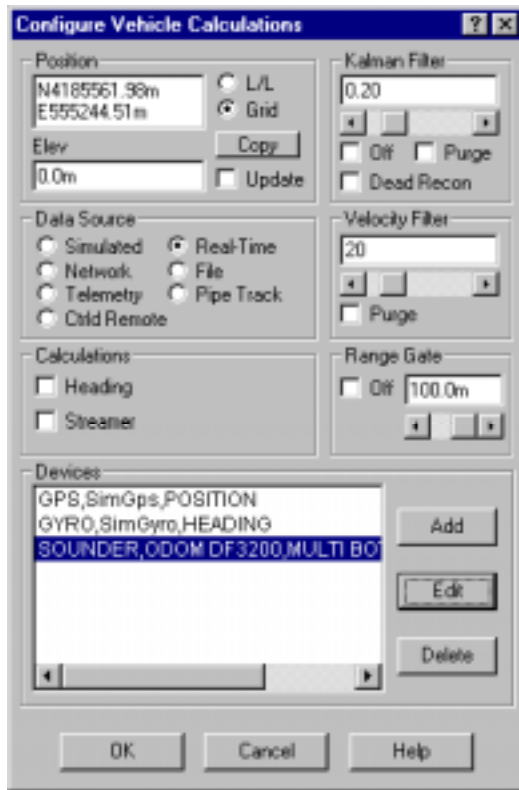 Configure Vehicle Calculations
Position
N4185561.98m
E555244.51m
L/L
Grid
Elev
Copy
0.0m
Update
Kalman Filter
0.20
Off
Purge
Dead Recon
Data Source
Simulated
Real-Time
Network
File
Telemetry
Pipe Track
Ctrld Remote
Velocity Filter
20
Purge
Calculations
Heading
Streamer
Range Gate
Off
100.0m
Devices
GPS,SimGps,POSITION
GYRO,SimGyro,HEADING
SOUNDER,ODOM DF3200,MULTI BOT
Add
Edit
Delete
OK
Cancel
Help